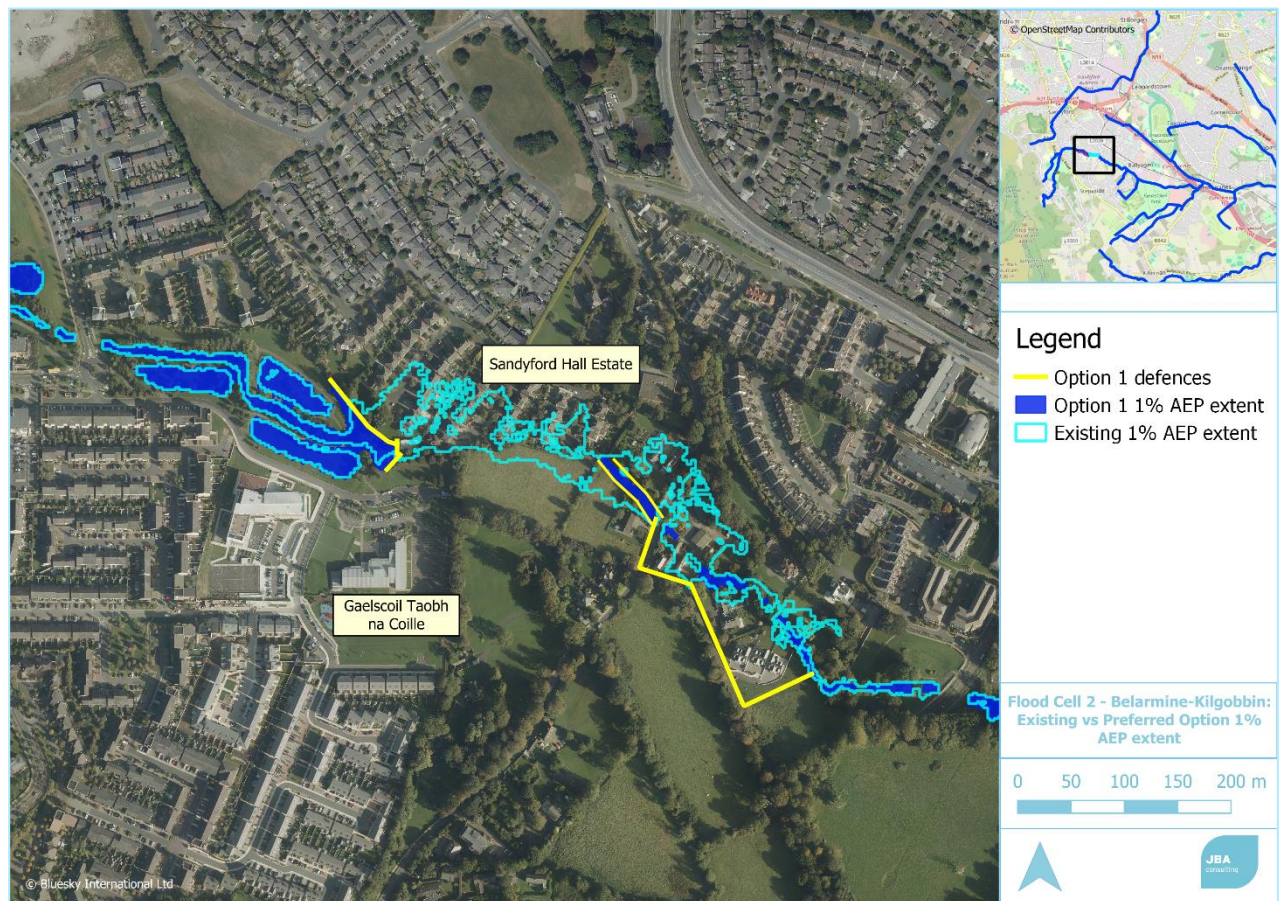 © OpenStreetMap Contributors
Stillorgan
Leopardstown
Sandyford Hall Estate
Gaelscoil Taobh
na Coille
© Bluesky International Ltd
Legend
Option 1 defences
Option 1 1% AEP extent
Existing 1% AEP extent
Flood Cell 2 - Belarmine-Kilgobbin:
Existing vs Preferred Option 1%
AEP extent
0 50 100 150 200 m
JBA
consulting